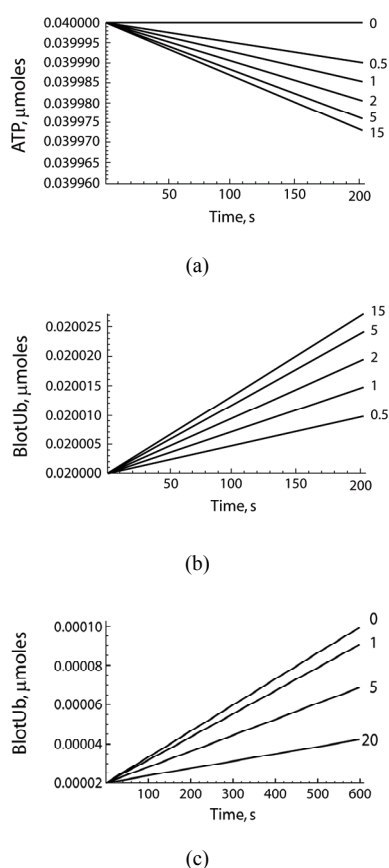 0.040000
0.039995
0.039990
0.039985
0.039980
0.039975
0.039970
0.039965
0.039960
ATP, μmoles
0
0.5
1
2
5
15
50 100 150 200
Time, s
(a)
0.020025
0.020020
0.020015
0.020010
0.020005
0.020000
BlotUb, μmoles
15
5
2
1
0.5
50 100 150 200
Time, s
(b)
0.00010
0.00008
0.00006
0.00004
0.00002
BlotUb, μmoles
0
1
5
20
100 200 300 400 500 600
Time, s
(c)